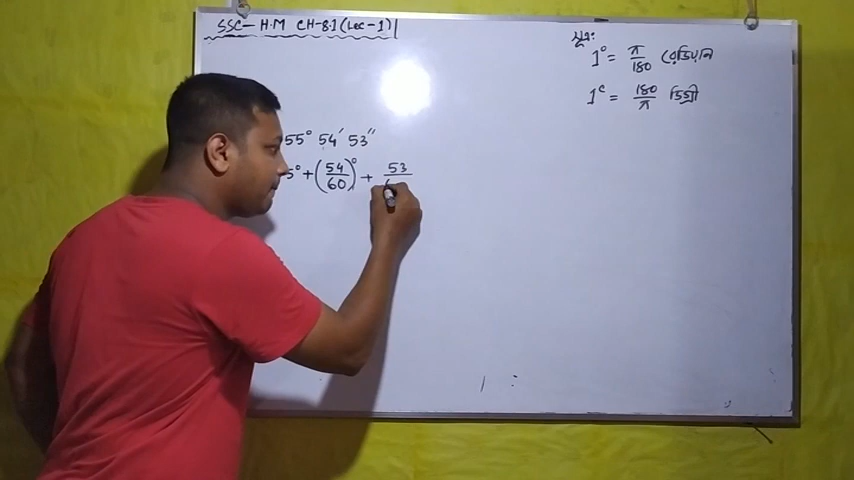 SSC- H.M CH-8.1 (Lec-1)
সূত্র:
1° = π/180 রেডিয়ান
1ᶜ = 180/π ডিগ্রী
55° 54' 53"
5° + (54/60)° + 53/